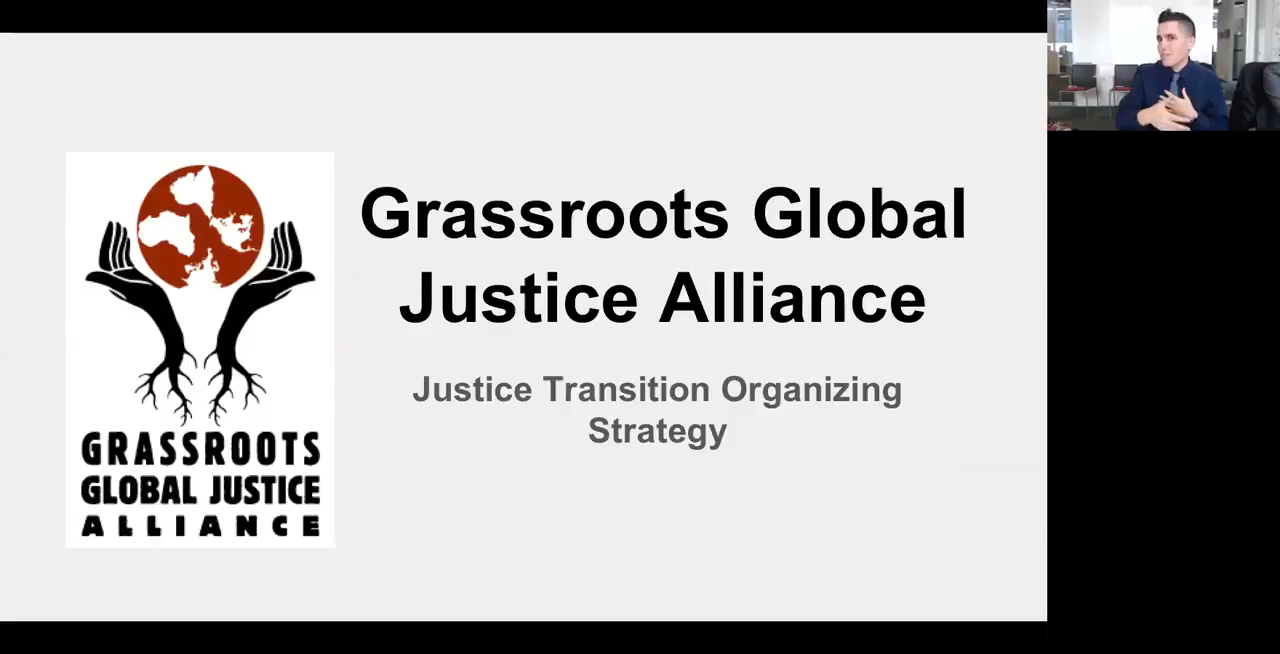 GRASSROOTS
GLOBAL JUSTICE
ALLIANCE
Grassroots Global
Justice Alliance
Justice Transition Organizing
Strategy